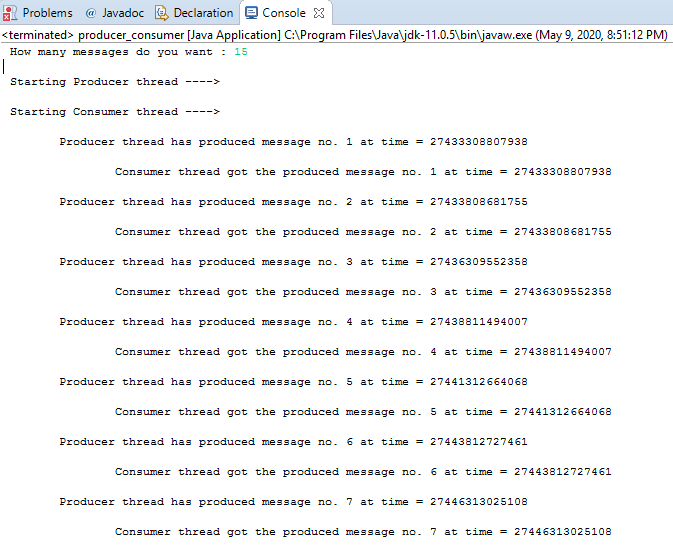 Problems @ Javadoc Declaration Console
<terminated> producer_consumer [Java Application] C:\Program Files\Java\jdk-11.0.5\bin\javaw.exe (May 9, 2020, 8:51:12 PM)
How many messages do you want : 15
Starting Producer thread ---->
Starting Consumer thread ---->
Producer thread has produced message no. 1 at time = 27433308807938
Consumer thread got the produced message no. 1 at time = 27433308807938
Producer thread has produced message no. 2 at time = 27433808681755
Consumer thread got the produced message no. 2 at time = 27433808681755
Producer thread has produced message no. 3 at time = 27436309552358
Consumer thread got the produced message no. 3 at time = 27436309552358
Producer thread has produced message no. 4 at time = 27438811494007
Consumer thread got the produced message no. 4 at time = 27438811494007
Producer thread has produced message no. 5 at time = 27441312664068
Consumer thread got the produced message no. 5 at time = 27441312664068
Producer thread has produced message no. 6 at time = 27443812727461
Consumer thread got the produced message no. 6 at time = 27443812727461
Producer thread has produced message no. 7 at time = 27446313025108
Consumer thread got the produced message no. 7 at time = 27446313025108